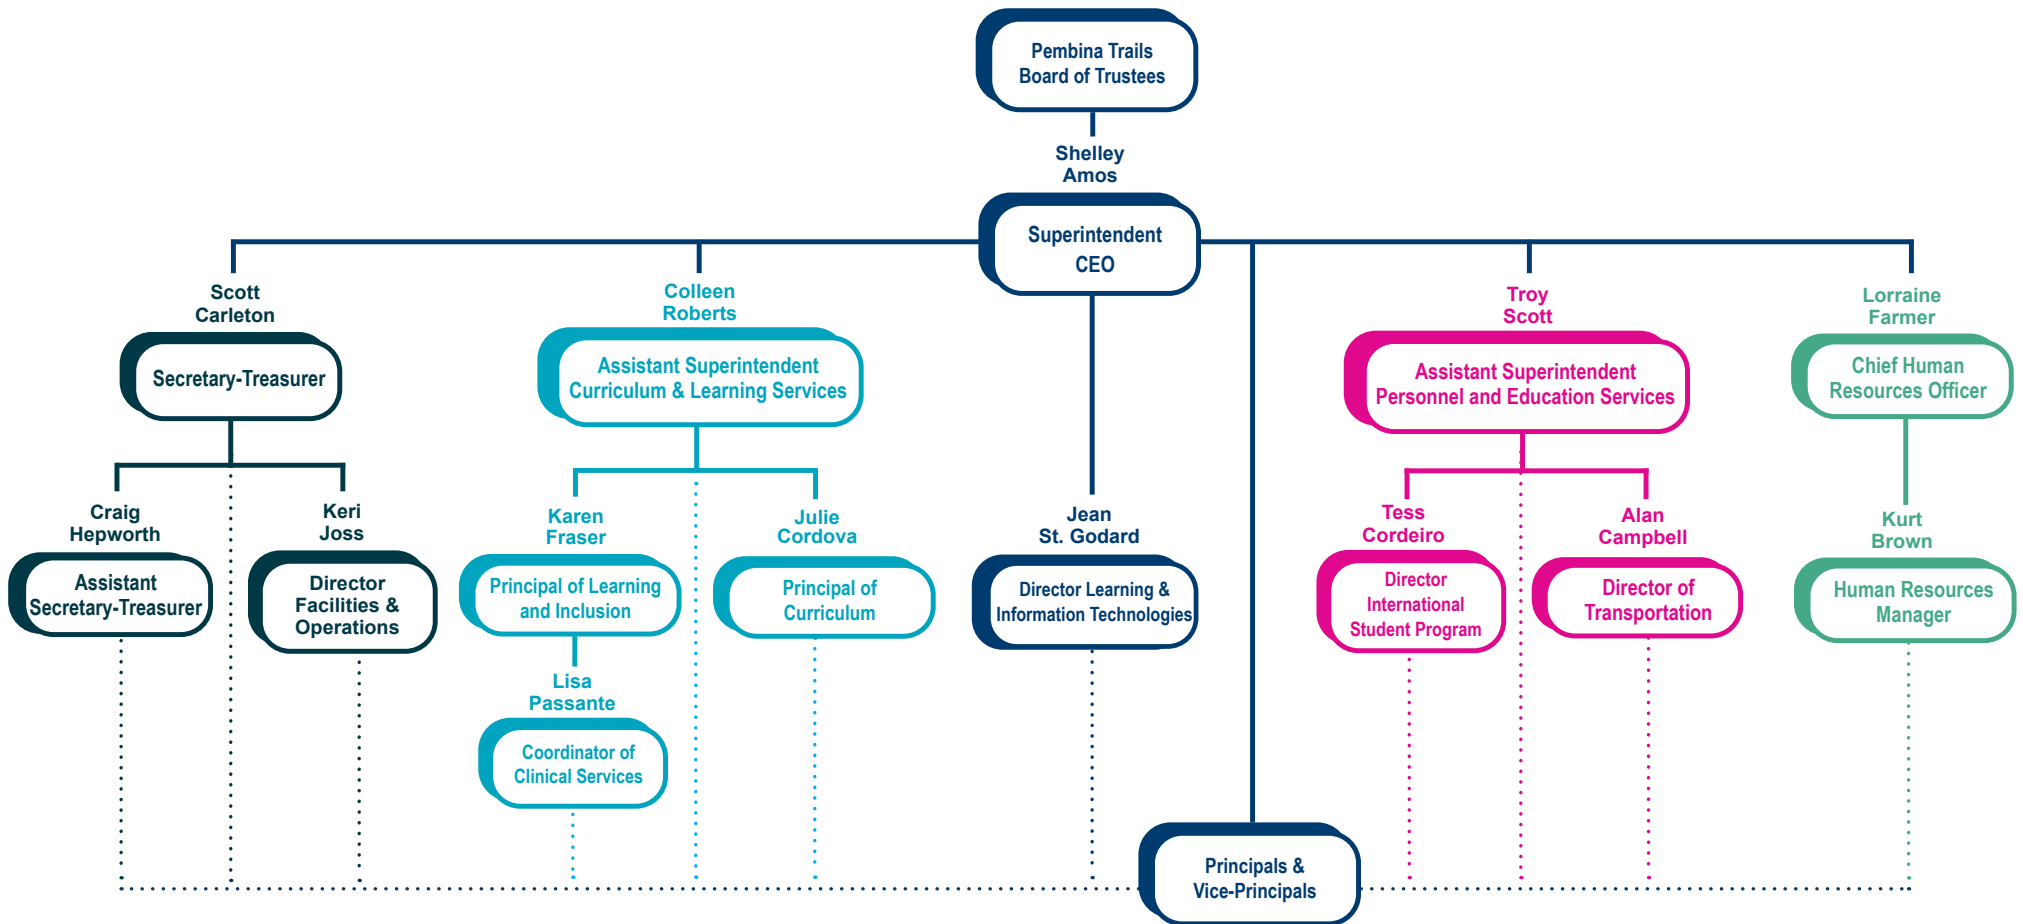 Pembina Trails
Board of Trustees
Shelley
Amos
Superintendent
CEO
Scott
Carleton
Secretary-Treasurer
Colleen
Roberts
Assistant Superintendent
Curriculum & Learning Services
Troy
Scott
Assistant Superintendent
Personnel and Education Services
Lorraine
Farmer
Chief Human
Resources Officer
Craig
Hepworth
Assistant
Secretary-Treasurer
Keri
Joss
Director
Facilities &
Operations
Karen
Fraser
Principal of Learning
and Inclusion
Julie
Cordova
Principal of
Curriculum
Jean
St. Godard
Director Learning &
Information Technologies
Tess
Cordeiro
Director
International
Student Program
Alan
Campbell
Director of
Transportation
Kurt
Brown
Human Resources
Manager
Lisa
Passante
Coordinator of
Clinical Services
Principals &
Vice-Principals